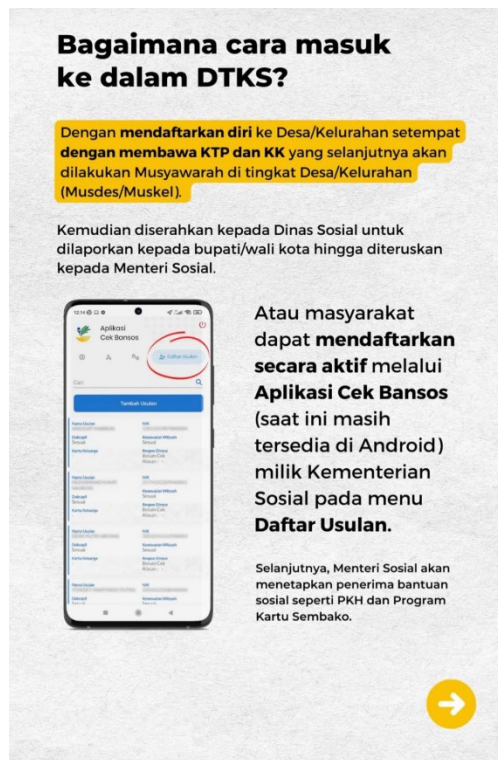 Bagaimana cara masuk
ke dalam DTKS?
Dengan mendaftarkan diri ke Desa/Kelurahan setempat
dengan membawa KTP dan KK yang selanjutnya akan
dilakukan Musyawarah di tingkat Desa/Kelurahan
(Musdes/Muskel).
Kemudian diserahkan kepada Dinas Sosial untuk
dilaporkan kepada bupati/wali kota hingga diteruskan
kepada Menteri Sosial.
Aplikasi
Cek Bansos
Daftar Usulan
Cari
Tambah Usulan
Atau masyarakat
dapat mendaftarkan
secara aktif melalui
Aplikasi Cek Bansos
(saat ini masih
tersedia di Android)
milik Kementerian
Sosial pada menu
Daftar Usulan.
Selanjutnya, Menteri Sosial akan
menetapkan penerima bantuan
sosial seperti PKH dan Program
Kartu Sembako.